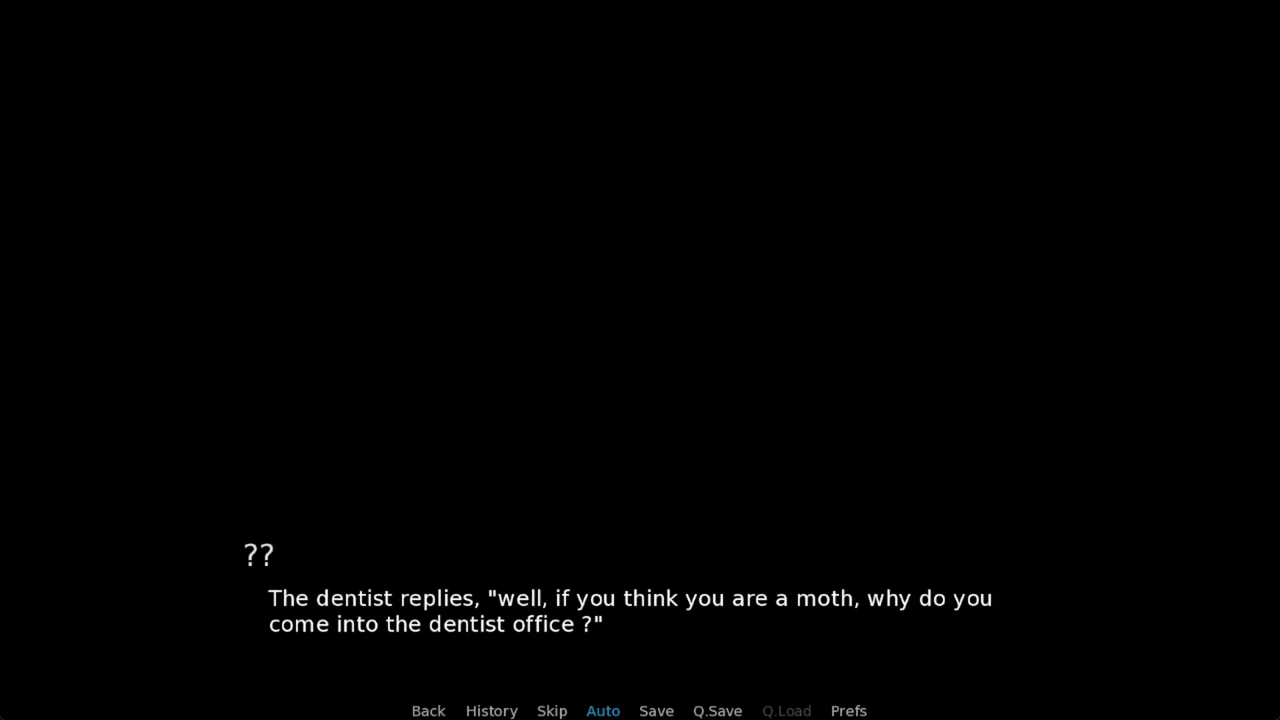 ??
The dentist replies, "well, if you think you are a moth, why do you
come into the dentist office ?"
Back History Skip Auto Save Q.Save Q.Load Prefs